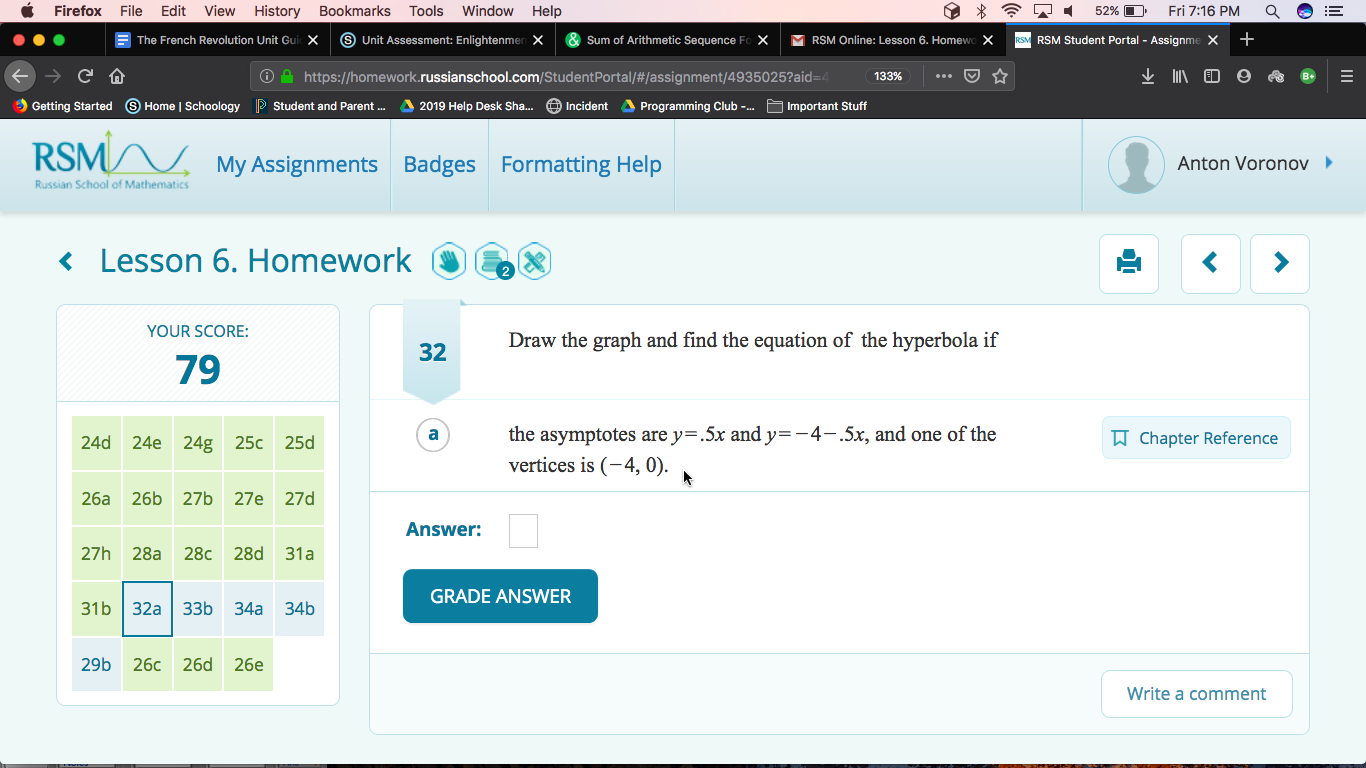 Firefox File Edit View History Bookmarks Tools Window Help 52% Fri 7:16 PM
The French Revolution Unit Gui
Unit Assessment: Enlightenmen
Sum of Arithmetic Sequence Fo
RSM Online: Lesson 6. Homewo
RSM RSM Student Portal - Assignme
https://homework.russianschool.com/StudentPortal/#/assignment/4935025?aid=4 133%
Getting Started Home | Schoology Student and Parent ... 2019 Help Desk Sha... Incident Programming Club -... Important Stuff
RSM
Russian School of Mathematics
My Assignments Badges Formatting Help
Anton Voronov
Lesson 6. Homework 2
YOUR SCORE:
79
24d 24e 24g 25c 25d
26a 26b 27b 27e 27d
27h 28a 28c 28d 31a
31b 32a 33b 34a 34b
29b 26c 26d 26e
32
Draw the graph and find the equation of the hyperbola if
a
the asymptotes are y=.5x and y=−4−.5x, and one of the
vertices is (−4, 0).
Chapter Reference
Answer:
GRADE ANSWER
Write a comment